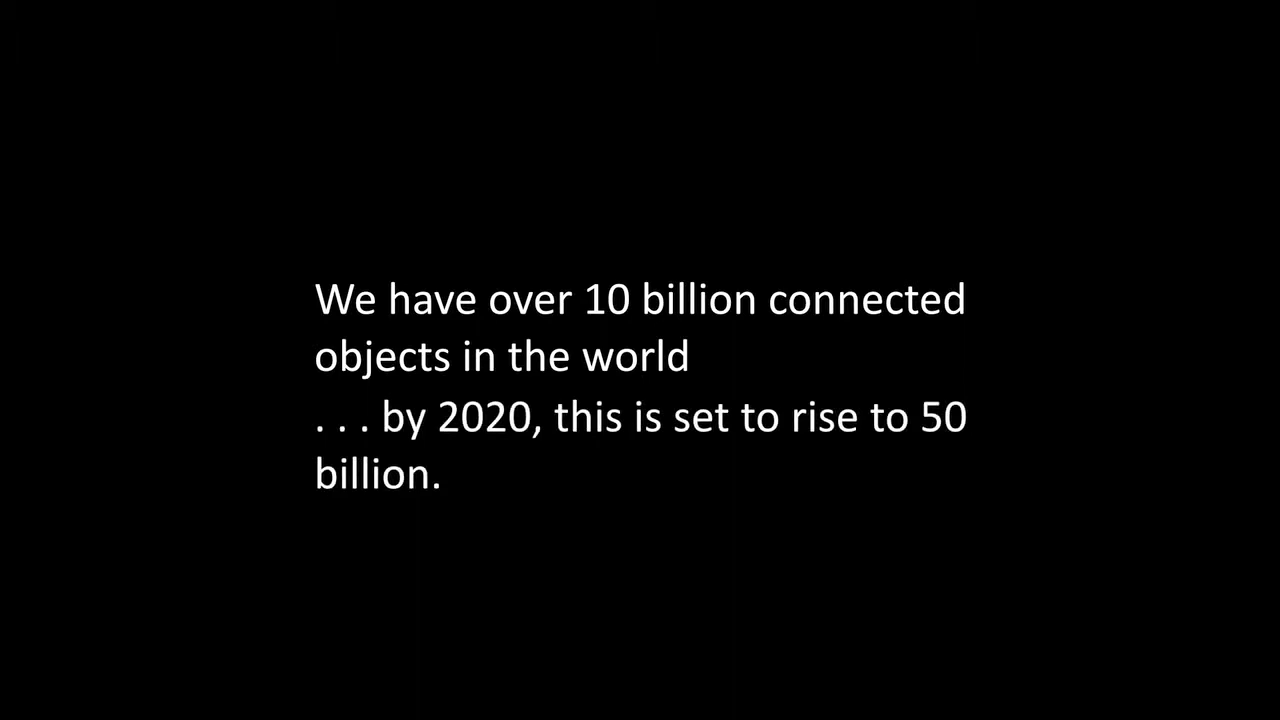 We have over 10 billion connected
objects in the world
. . . by 2020, this is set to rise to 50
billion.